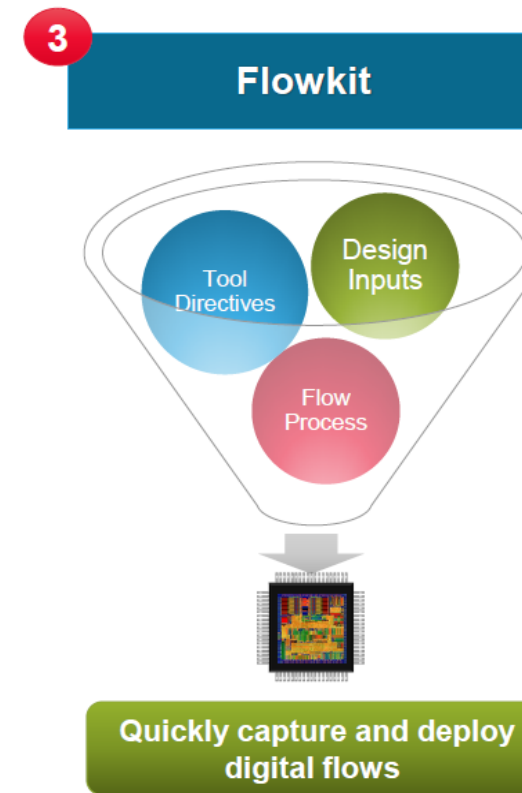 3
Flowkit
Tool
Directives
Design
Inputs
Flow
Process
Quickly capture and deploy
digital flows